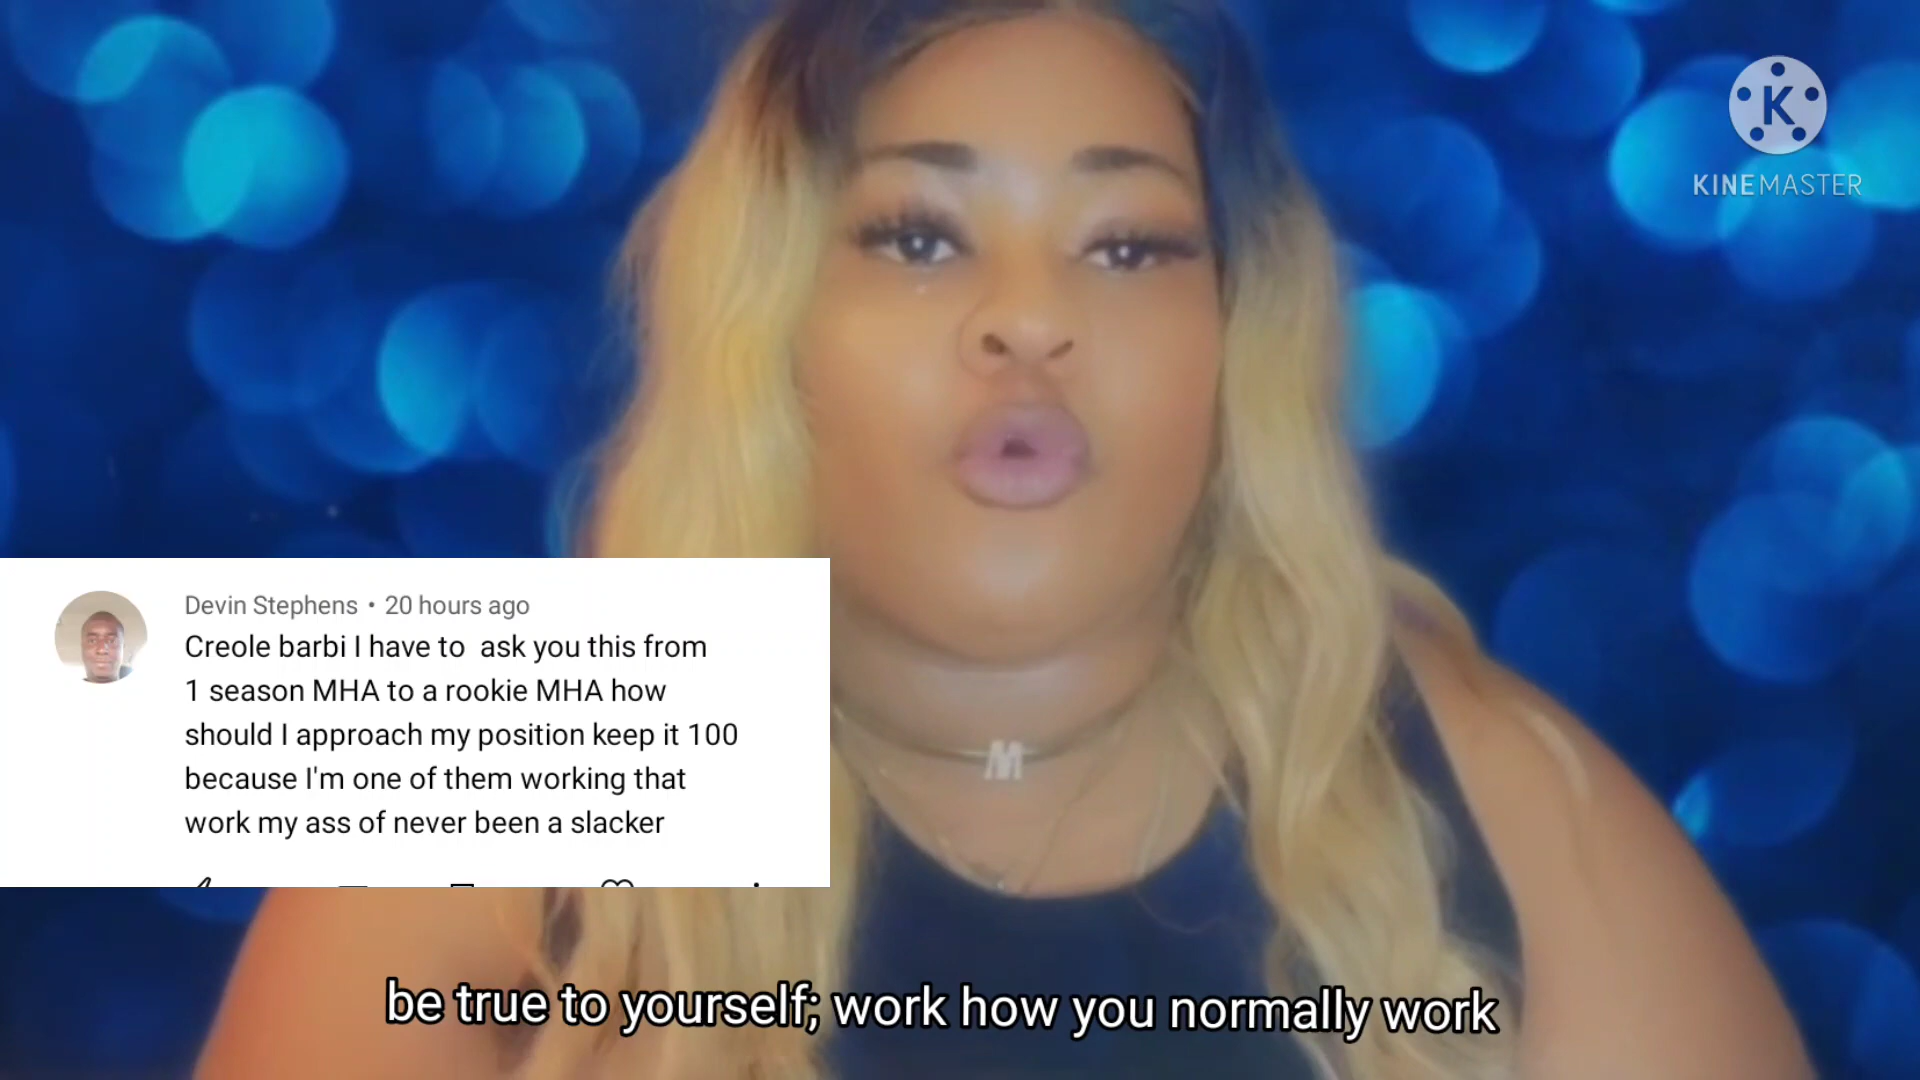 K
KINEMASTER
Devin Stephens • 20 hours ago
Creole barbi I have to  ask you this from
1 season MHA to a rookie MHA how
should I approach my position keep it 100
because I'm one of them working that
work my ass of never been a slacker
M
be true to yourself; work how you normally work